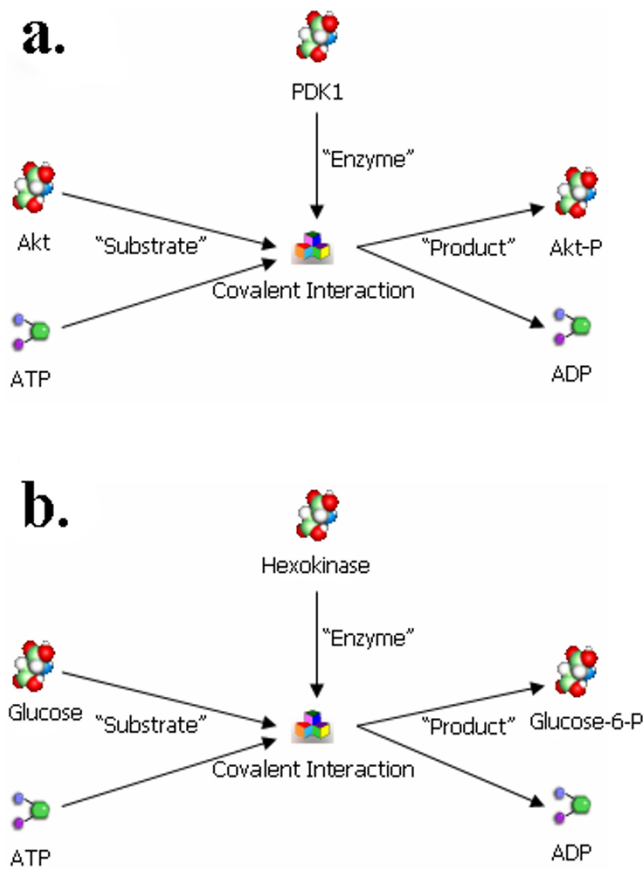 a.
PDK1
“Enzyme”
Akt
“Substrate”
“Product”
Akt-P
Covalent Interaction
ATP
ADP
b.
Hexokinase
“Enzyme”
Glucose
“Substrate”
“Product”
Glucose-6-P
Covalent Interaction
ATP
ADP